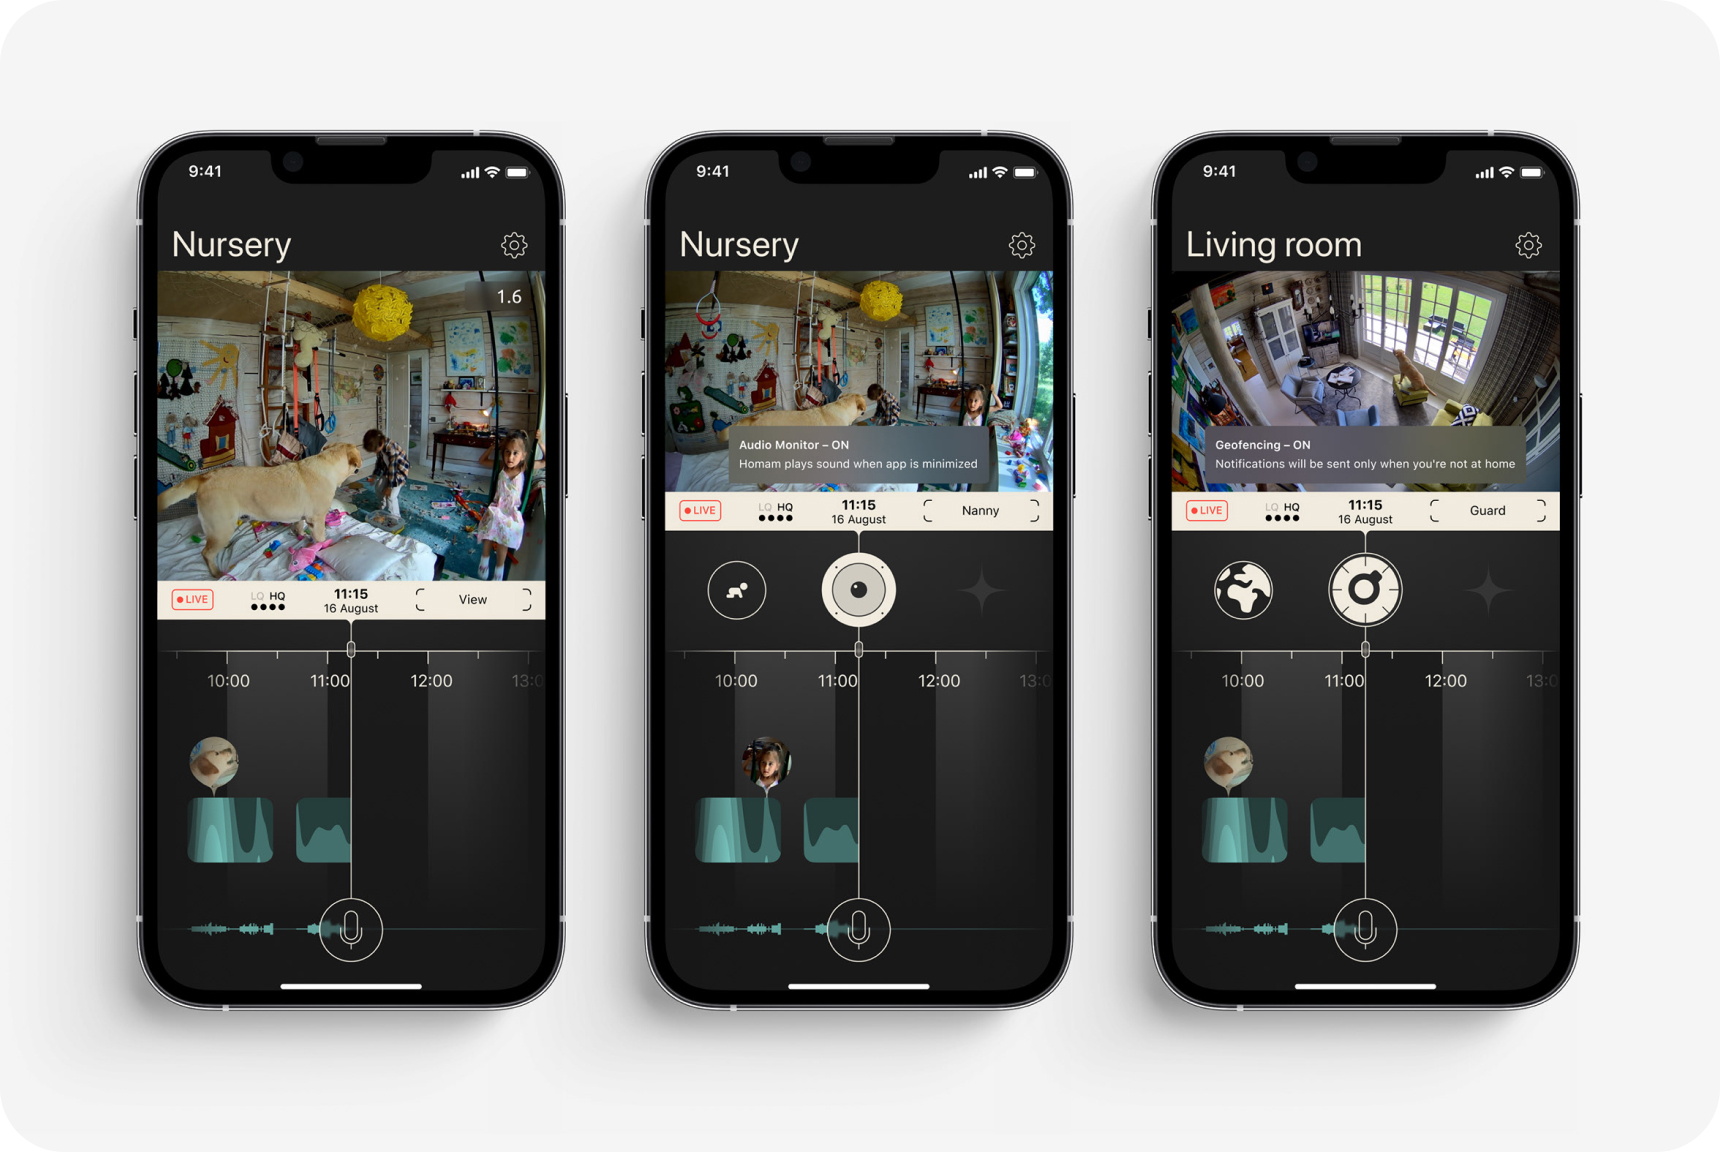 9:41
Nursery
1.6
LIVE
LQ HQ
11:15
16 August
View
10:00
11:00
12:00
13:0
9:41
Nursery
Audio Monitor – ON
Homam plays sound when app is minimized
LIVE
LQ HQ
11:15
16 August
Nanny
10:00
11:00
12:00
13:0
9:41
Living room
Geofencing – ON
Notifications will be sent only when you're not at home
LIVE
LQ HQ
11:15
16 August
Guard
10:00
11:00
12:00
13:0